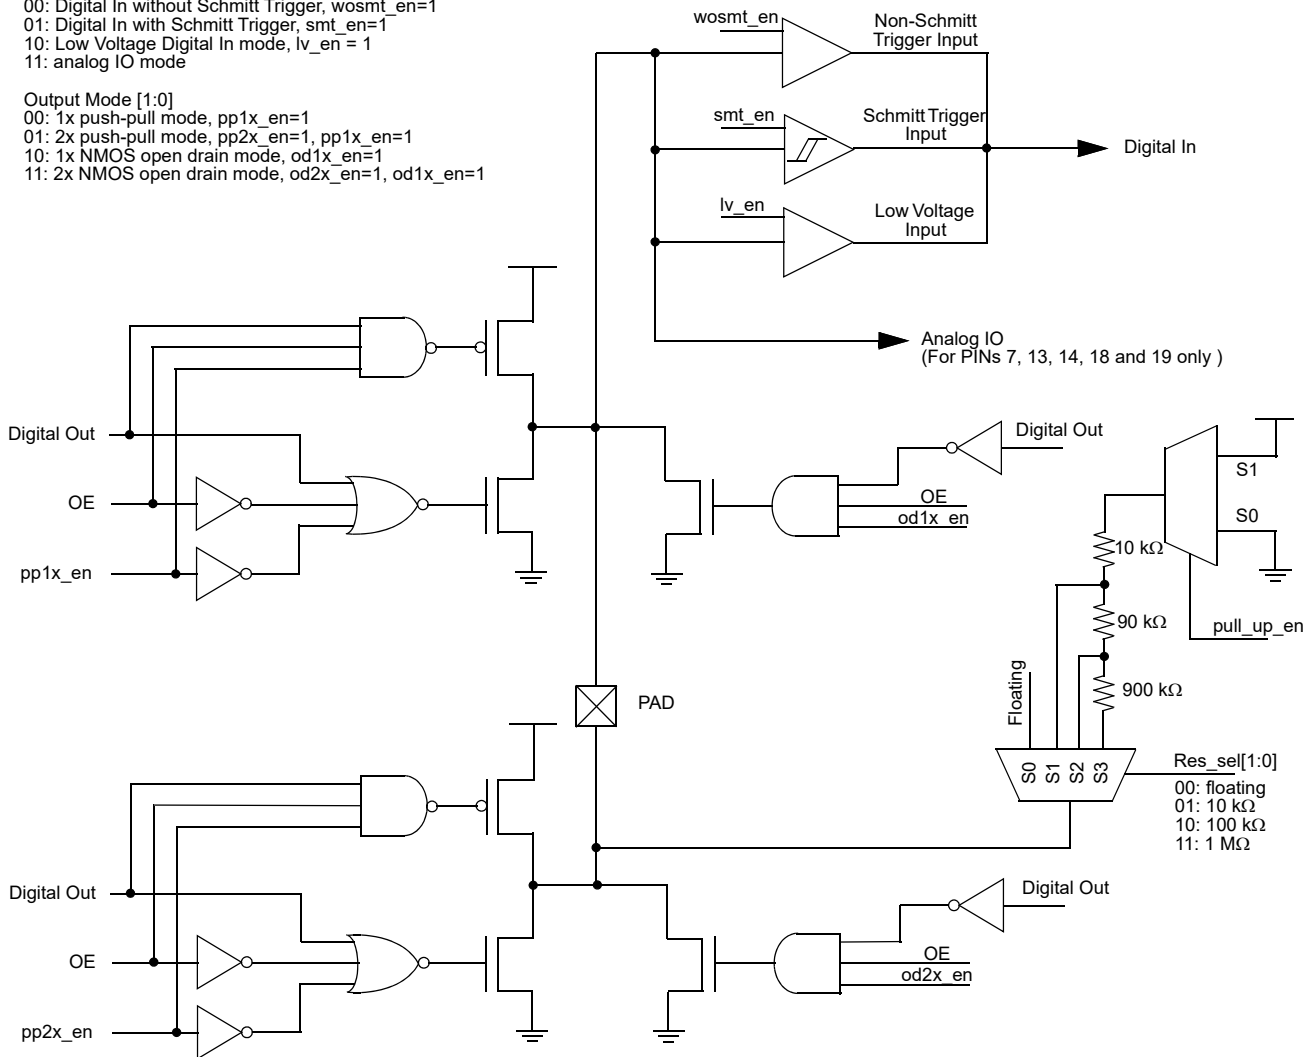 00: Digital In without Schmitt Trigger, wosmt_en=1
01: Digital In with Schmitt Trigger, smt_en=1
10: Low Voltage Digital In mode, lv_en = 1
11: analog IO mode
Output Mode [1:0]
00: 1x push-pull mode, pp1x_en=1
01: 2x push-pull mode, pp2x_en=1, pp1x_en=1
10: 1x NMOS open drain mode, od1x_en=1
11: 2x NMOS open drain mode, od2x_en=1, od1x_en=1
wosmt_en
Non-Schmitt
Trigger Input
smt_en
Schmitt Trigger
Input
Digital In
lv_en
Low Voltage
Input
Analog IO
(For PINs 7, 13, 14, 18 and 19 only )
Digital Out
OE
pp1x_en
Digital Out
OE
od1x_en
S1
S0
10 kΩ
90 kΩ
pull_up_en
900 kΩ
Floating
PAD
S0
S1
S2
S3
Res_sel[1:0]
00: floating
01: 10 kΩ
10: 100 kΩ
11: 1 MΩ
Digital Out
OE
pp2x_en
Digital Out
OE
od2x_en